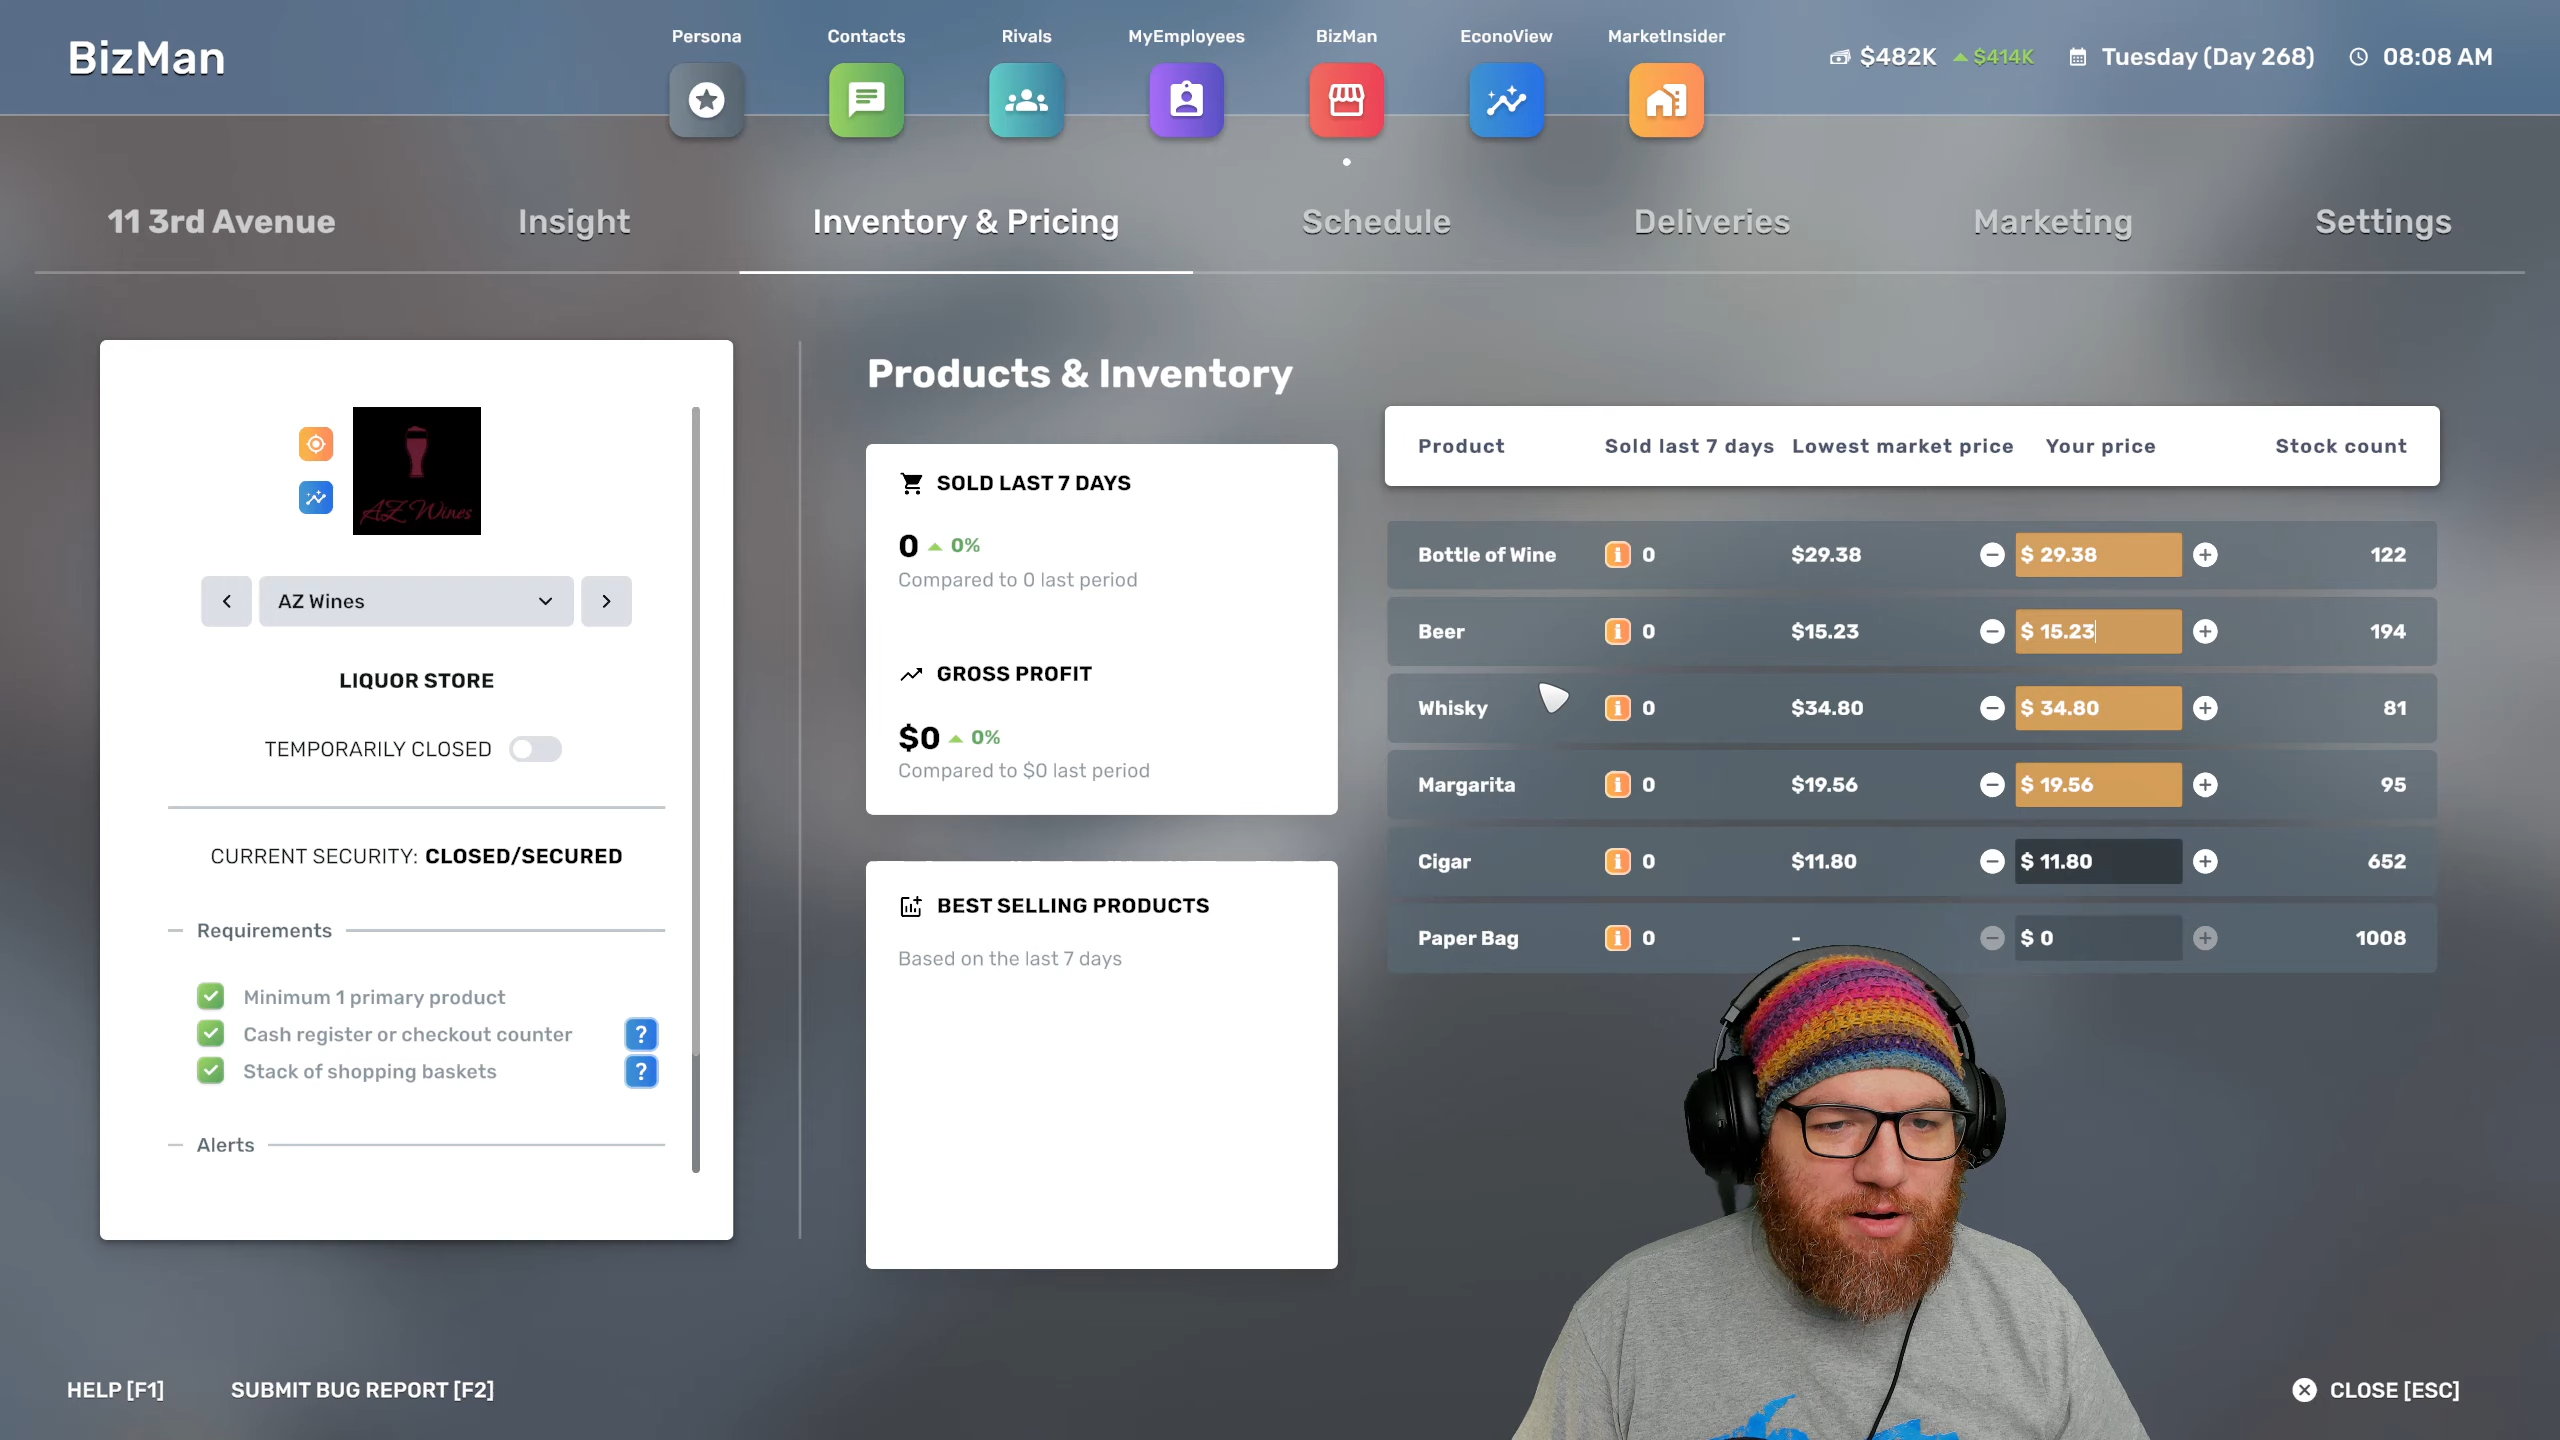 BizMan
Persona
Contacts
Rivals
MyEmployees
BizMan
EconoView
MarketInsider
$482K $414K Tuesday (Day 268) 08:08 AM
11 3rd Avenue
Insight
Inventory & Pricing
Schedule
Deliveries
Marketing
Settings
AZ Wines
AZ Wines
LIQUOR STORE
TEMPORARILY CLOSED
CURRENT SECURITY: CLOSED/SECURED
Requirements
Minimum 1 primary product
Cash register or checkout counter ?
Stack of shopping baskets ?
Alerts
Products & Inventory
SOLD LAST 7 DAYS
0 0%
Compared to 0 last period
GROSS PROFIT
$0 0%
Compared to $0 last period
BEST SELLING PRODUCTS
Based on the last 7 days
Product Sold last 7 days Lowest market price Your price Stock count
Bottle of Wine i 0 $29.38 $ 29.38 122
Beer i 0 $15.23 $ 15.23 194
Whisky i 0 $34.80 $ 34.80 81
Margarita i 0 $19.56 $ 19.56 95
Cigar i 0 $11.80 $ 11.80 652
Paper Bag i 0 - $ 0 1008
HELP [F1]
SUBMIT BUG REPORT [F2]
CLOSE [ESC]